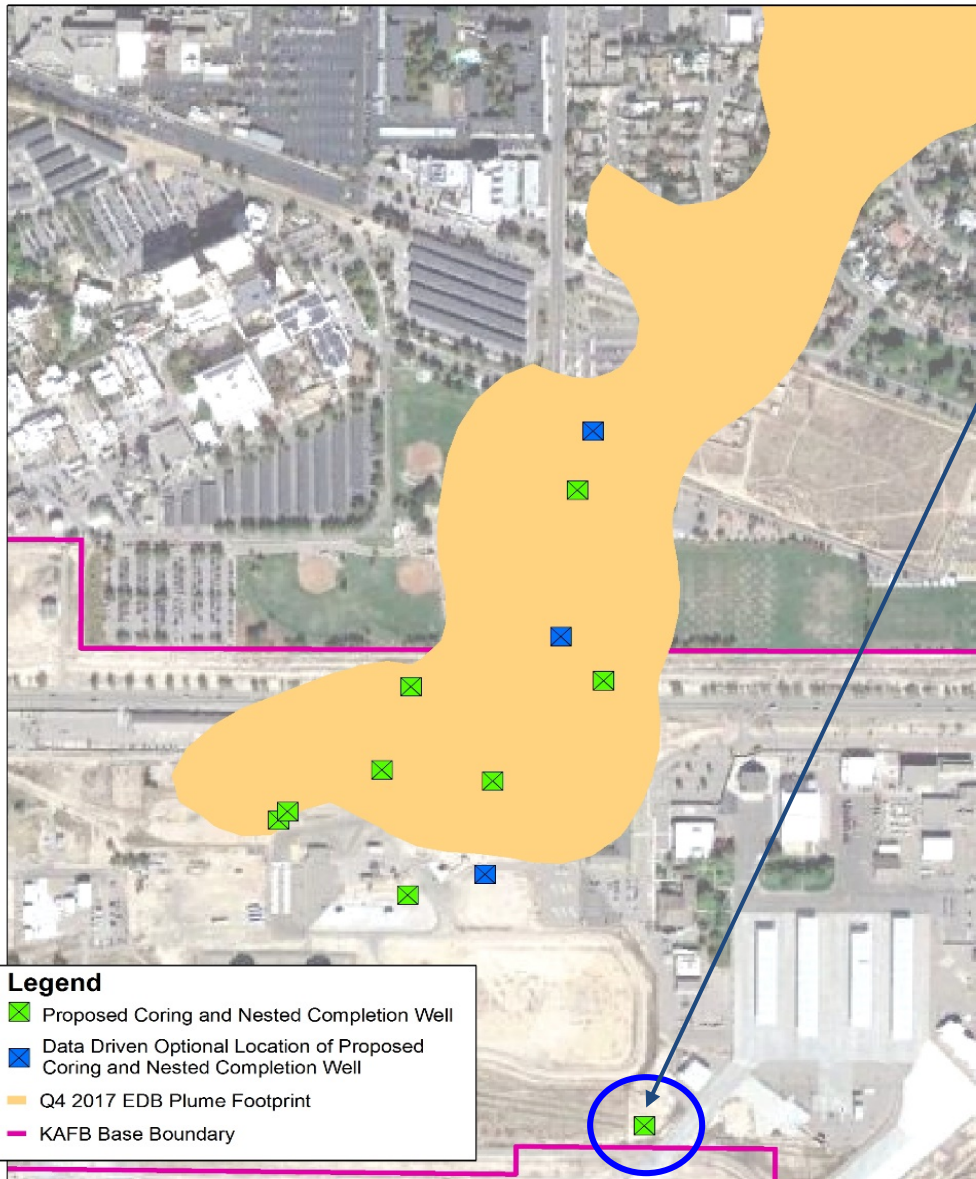 Legend
Proposed Coring and Nested Completion Well
Data Driven Optional Location of Proposed
Coring and Nested Completion Well
Q4 2017 EDB Plume Footprint
KAFB Base Boundary